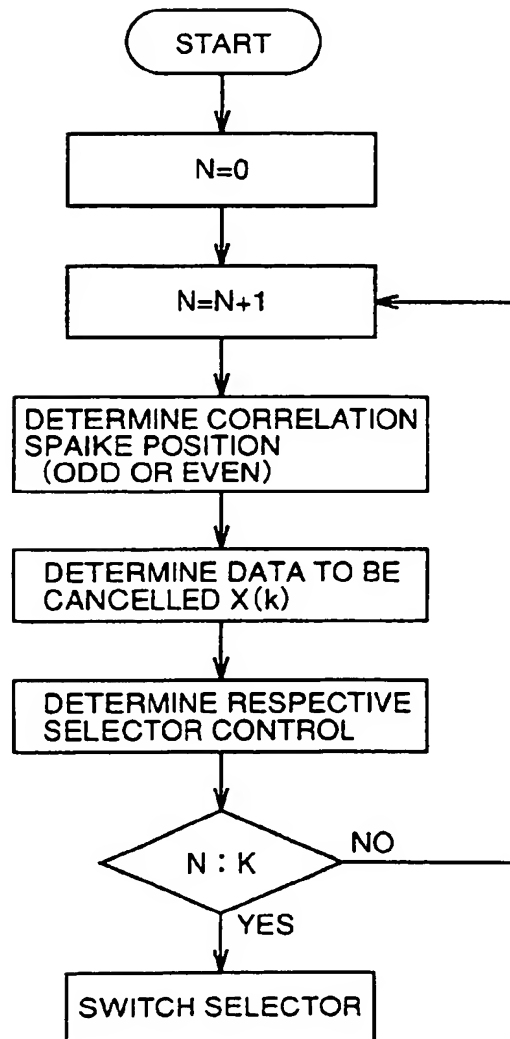 START
N=0
N=N+1
DETERMINE CORRELATION
SPAIKE POSITION
(ODD OR EVEN)
DETERMINE DATA TO BE
CANCELLED X(k)
DETERMINE RESPECTIVE
SELECTOR CONTROL
N : K
NO
YES
SWITCH SELECTOR